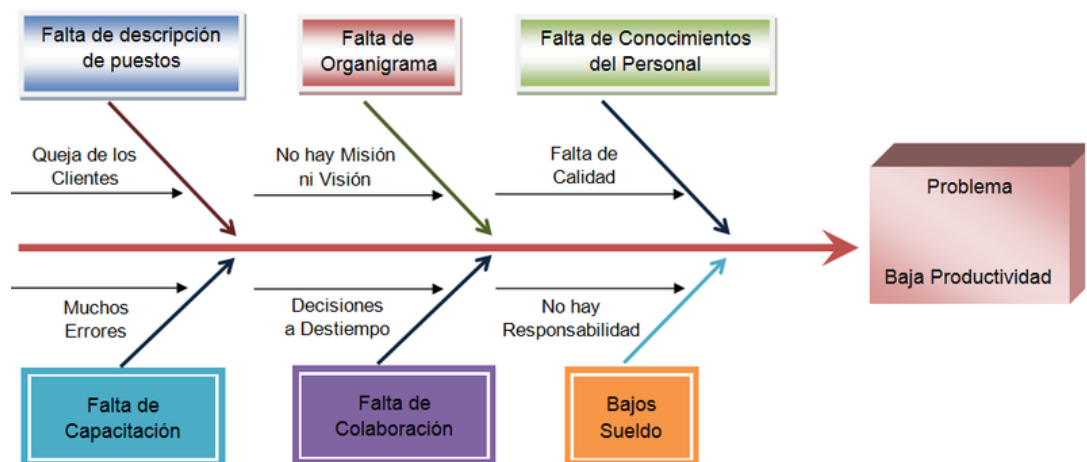 Falta de descripción
de puestos
Falta de
Organigrama
Falta de Conocimientos
del Personal
Queja de los
Clientes
No hay Misión
ni Visión
Falta de
Calidad
Problema
Baja Productividad
Muchos
Errores
Decisiones
a Destiempo
No hay
Responsabilidad
Falta de
Capacitación
Falta de
Colaboración
Bajos
Sueldo